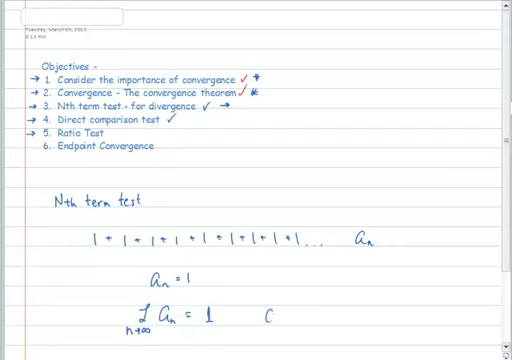 Tuesday, March 05, 2013
8:13 PM
Objectives -
→ 1. Consider the importance of convergence ✓ *
→ 2. Convergence - The convergence theorem ✓ *
→ 3. Nth term test - for divergence ✓ →
→ 4. Direct comparison test ✓
→ 5. Ratio Test
6. Endpoint Convergence
Nth term test
1 + 1 + 1 + 1 + 1 + 1 + 1 + 1 + 1 ... aₙ
aₙ = 1
n→∞ aₙ = 1 (